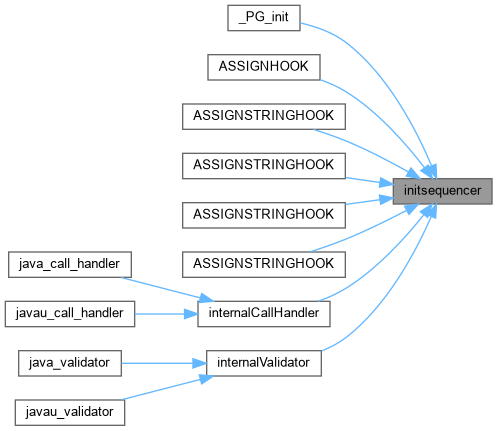 _PG_init
ASSIGNHOOK
ASSIGNSTRINGHOOK
ASSIGNSTRINGHOOK
initsequencer
ASSIGNSTRINGHOOK
ASSIGNSTRINGHOOK
java_call_handler
javau_call_handler
internalCallHandler
java_validator
internalValidator
javau_validator